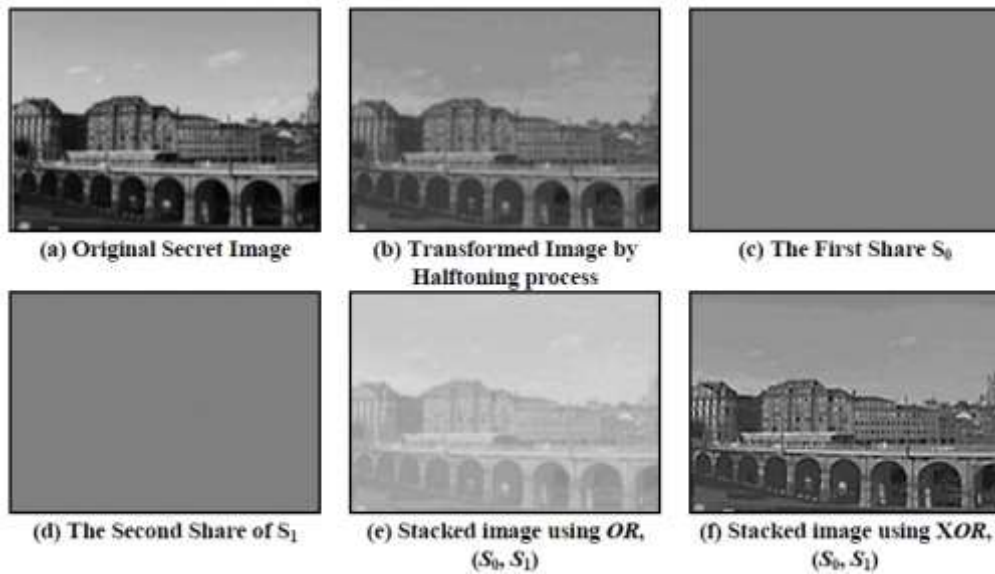 (a) Original Secret Image
(b) Transformed Image by
Halftoning process
(c) The First Share S₀
(d) The Second Share of S₁
(e) Stacked image using OR,
(S₀, S₁)
(f) Stacked image using XOR,
(S₀, S₁)